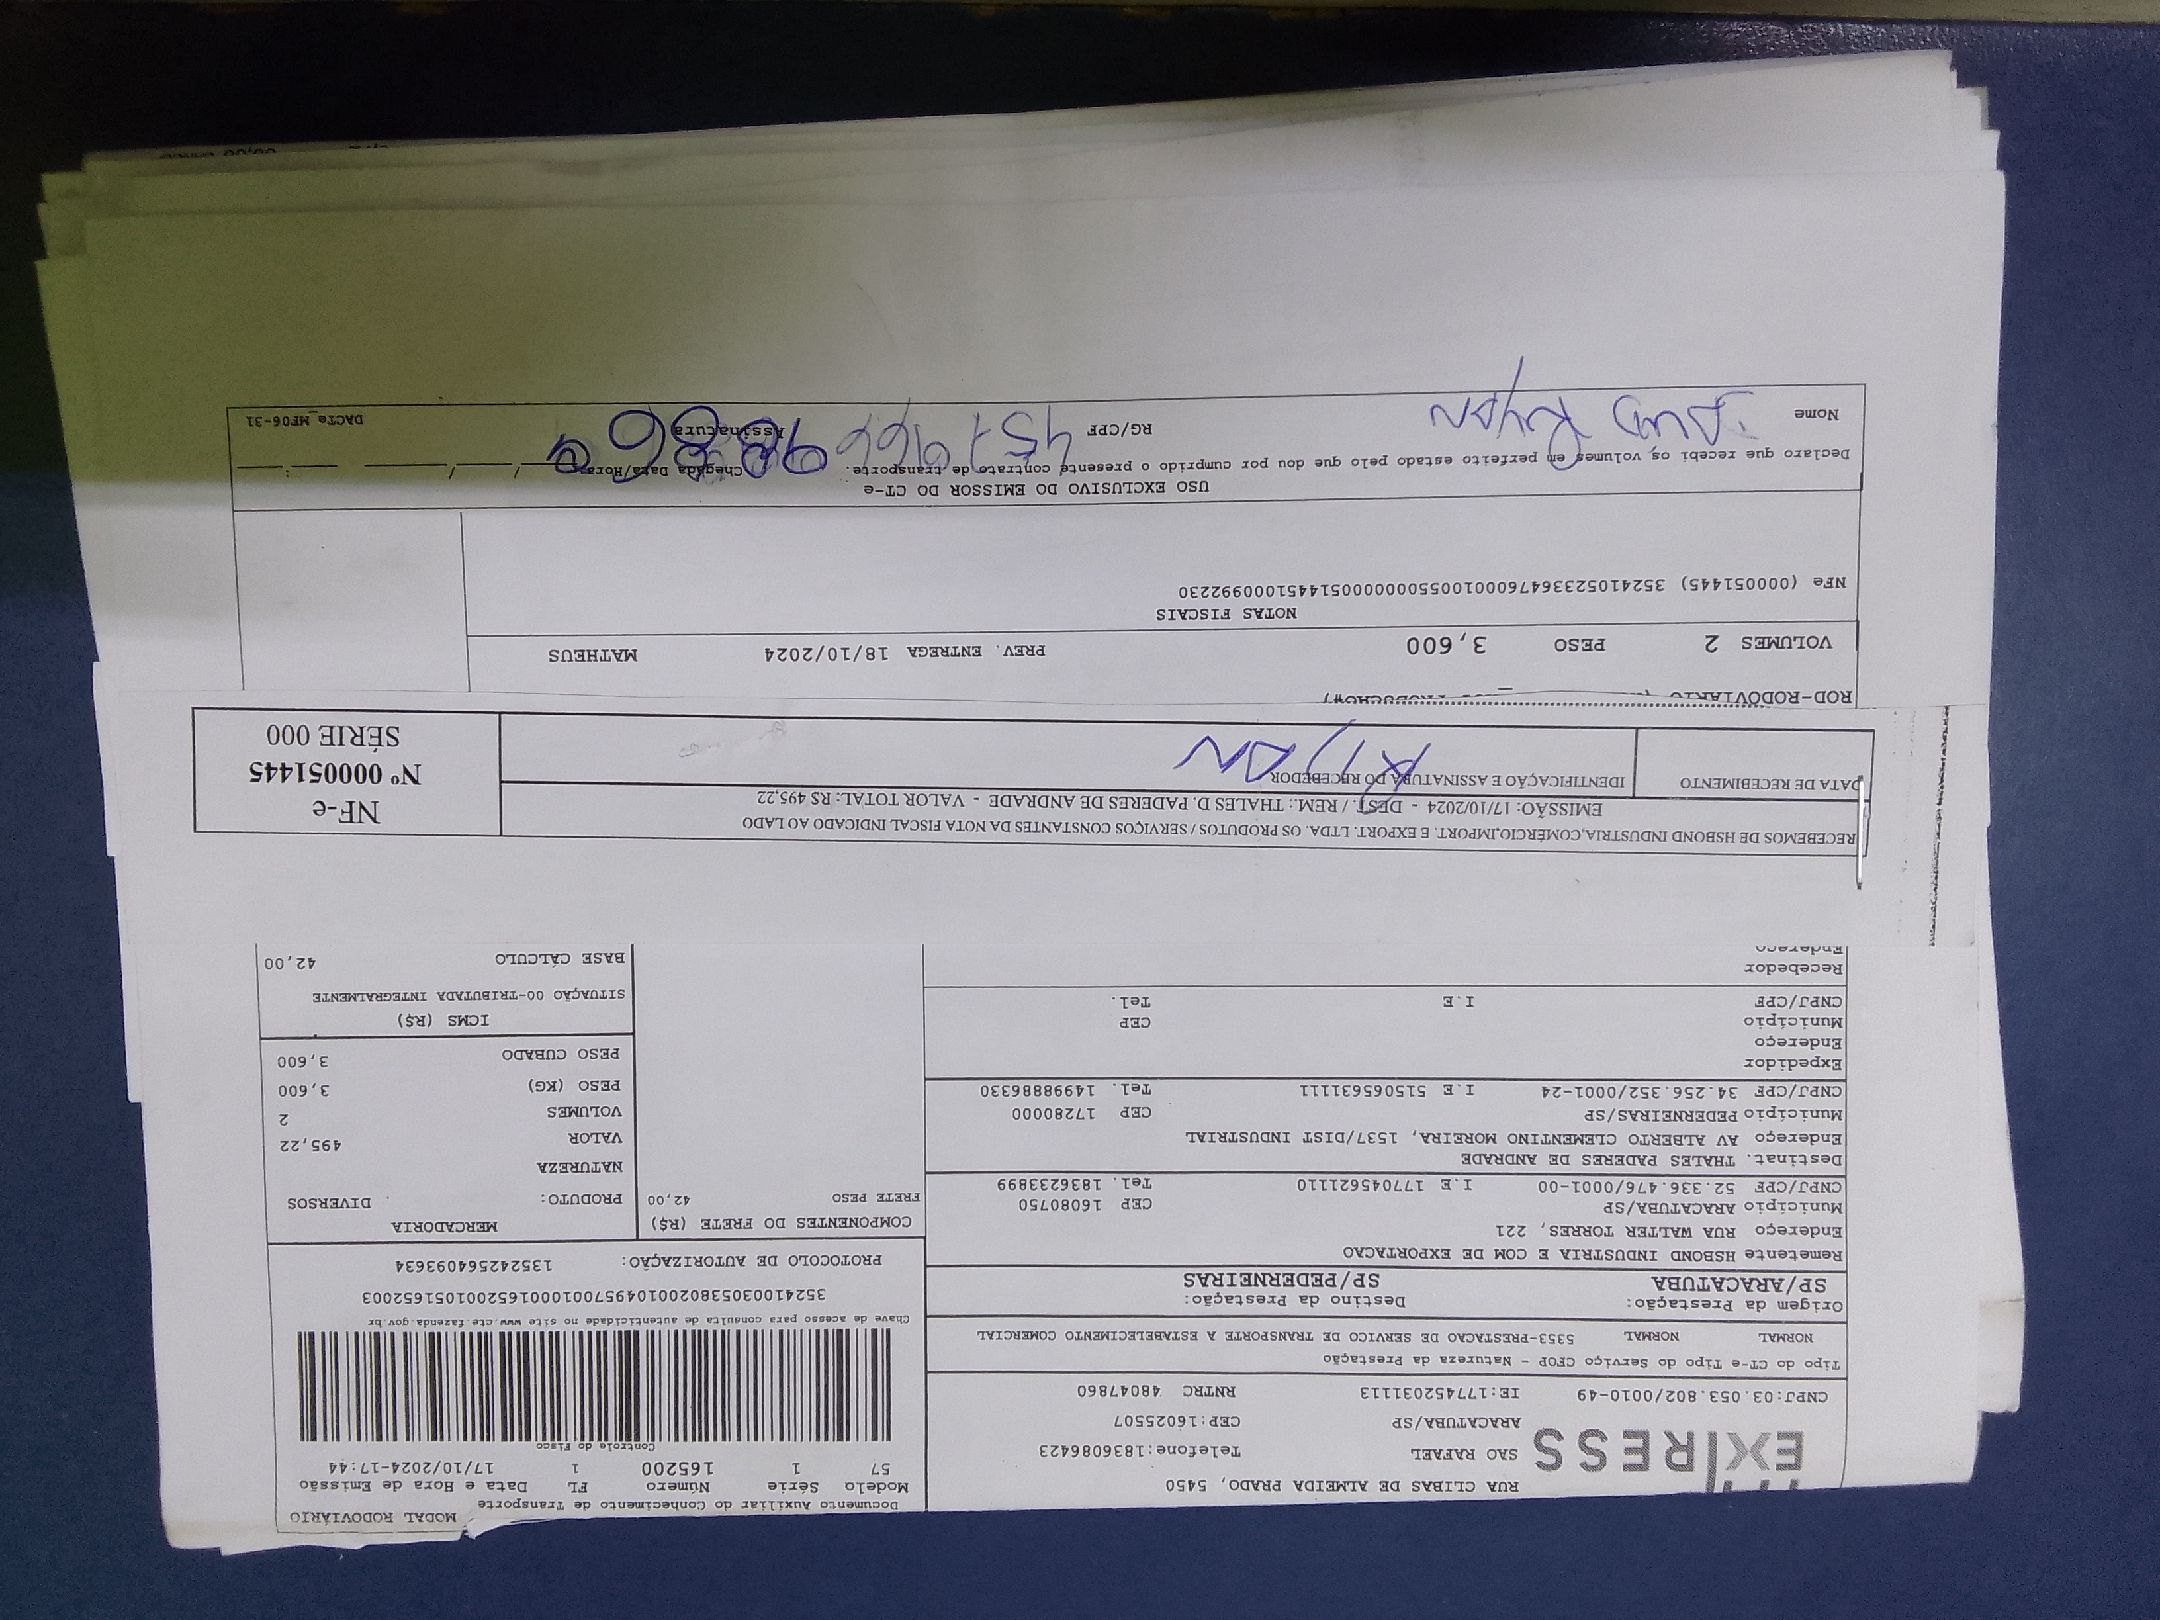 Documento Auxiliar do Conhecimento de Transporte
MODAL RODOVIÁRIO
Modelo Série Número FL Data e Hora de Emissão
57 1 165200 1 17/10/2024-17:44
Controle do Fisco
Chave de acesso para consulta de autenticidade no site www.cte.fazenda.gov.br
35241003053802001049570010001652001051652003
PROTOCOLO DE AUTORIZAÇÃO: 135242564093634
EXPRESS
RUA CLIBAS DE ALMEIDA PRADO, 5450
SAO RAFAEL Telefone:1836086423
ARACATUBA/SP CEP:16025507
CNPJ:03.053.802/0010-49 IE:177452031113 RNTRC 48047860
Tipo do CT-e Tipo do Serviço CFOP - Natureza da Prestação
NORMAL NORMAL 5353-PRESTACAO DE SERVICO DE TRANSPORTE A ESTABELECIMENTO COMERCIAL
Origem da Prestação: Destino da Prestação:
SP/ARACATUBA SP/PEDERNEIRAS
Remetente HSBOND INDUSTRIA E COM DE EXPORTACAO
Endereço RUA WALTER TORRES, 221
Município ARACATUBA/SP CEP 16080750
CNPJ/CPF 52.336.476/0001-00 I.E 177045621110 Tel. 1836233899
Destinat. THALES PADERES DE ANDRADE
Endereço AV ALBERTO CLEMENTINO MOREIRA, 1537/DIST INDUSTRIAL
Município PEDERNEIRAS/SP CEP 17280000
CNPJ/CPF 34.256.352/0001-24 I.E 515065631111 Tel. 14998886330
Expedidor
Endereço
Município CEP
CNPJ/CPF I.E Tel.
Recebedor
Endereço
COMPONENTES DO FRETE (R$)
FRETE PESO 42,00
MERCADORIA
PRODUTO: DIVERSOS
NATUREZA
VALOR 495,22
VOLUMES 2
PESO (KG) 3,600
PESO CUBADO 3,600
ICMS (R$)
SITUAÇÃO 00-TRIBUTADA INTEGRALMENTE
BASE CÁLCULO 42,00
RECEBEMOS DE HSBOND INDUSTRIA,COMÉRCIO,IMPORT. E EXPORT. LTDA. OS PRODUTOS / SERVIÇOS CONSTANTES DA NOTA FISCAL INDICADO AO LADO
EMISSÃO: 17/10/2024 - DEST. / REM.: THALES D. PADERES DE ANDRADE - VALOR TOTAL: R$ 495,22
DATA DE RECEBIMENTO
IDENTIFICAÇÃO E ASSINATURA DO RECEBEDOR
NF-e
Nº 000051445
SÉRIE 000
ROD-RODOVIARIO
VOLUMES 2 PESO 3,600 PREV. ENTREGA 18/10/2024 MATHEUS
NOTAS FISCAIS
NFe (000051445) 35241052336476000100550000000514451000992230
USO EXCLUSIVO DO EMISSOR DO CT-e
Declaro que recebi os volumes em perfeito estado pelo que dou por cumprido o presente contrato de transporte. Chegada Data/Hora
Nome RG/CPF Assinatura
DACTe_MF06-31